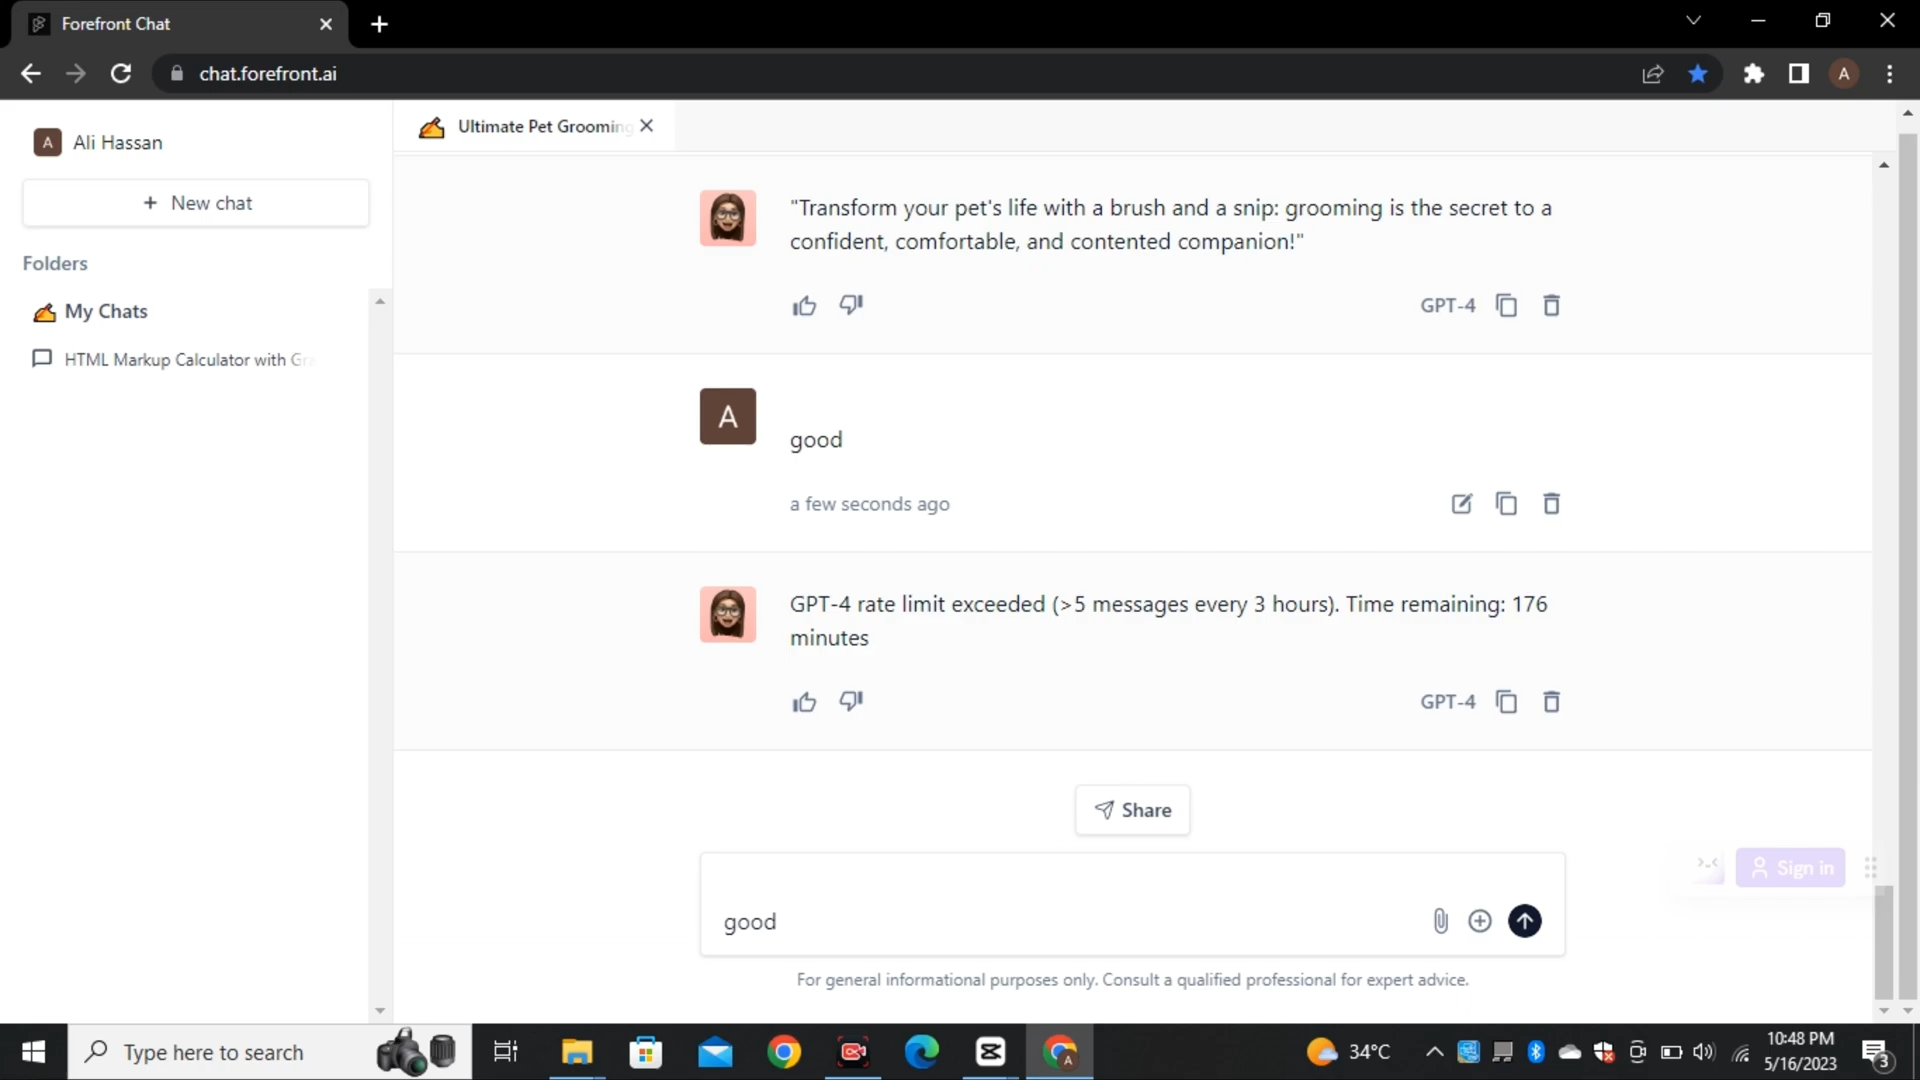 Forefront Chat
chat.forefront.ai
A
A Ali Hassan
+ New chat
Folders
My Chats
HTML Markup Calculator with Gr
Ultimate Pet Grooming
"Transform your pet's life with a brush and a snip: grooming is the secret to a
confident, comfortable, and contented companion!"
GPT-4
A
good
a few seconds ago
GPT-4 rate limit exceeded (>5 messages every 3 hours). Time remaining: 176
minutes
GPT-4
Share
Sign in
good
For general informational purposes only. Consult a qualified professional for expert advice.
Type here to search
A
34°C
10:48 PM
5/16/2023
3